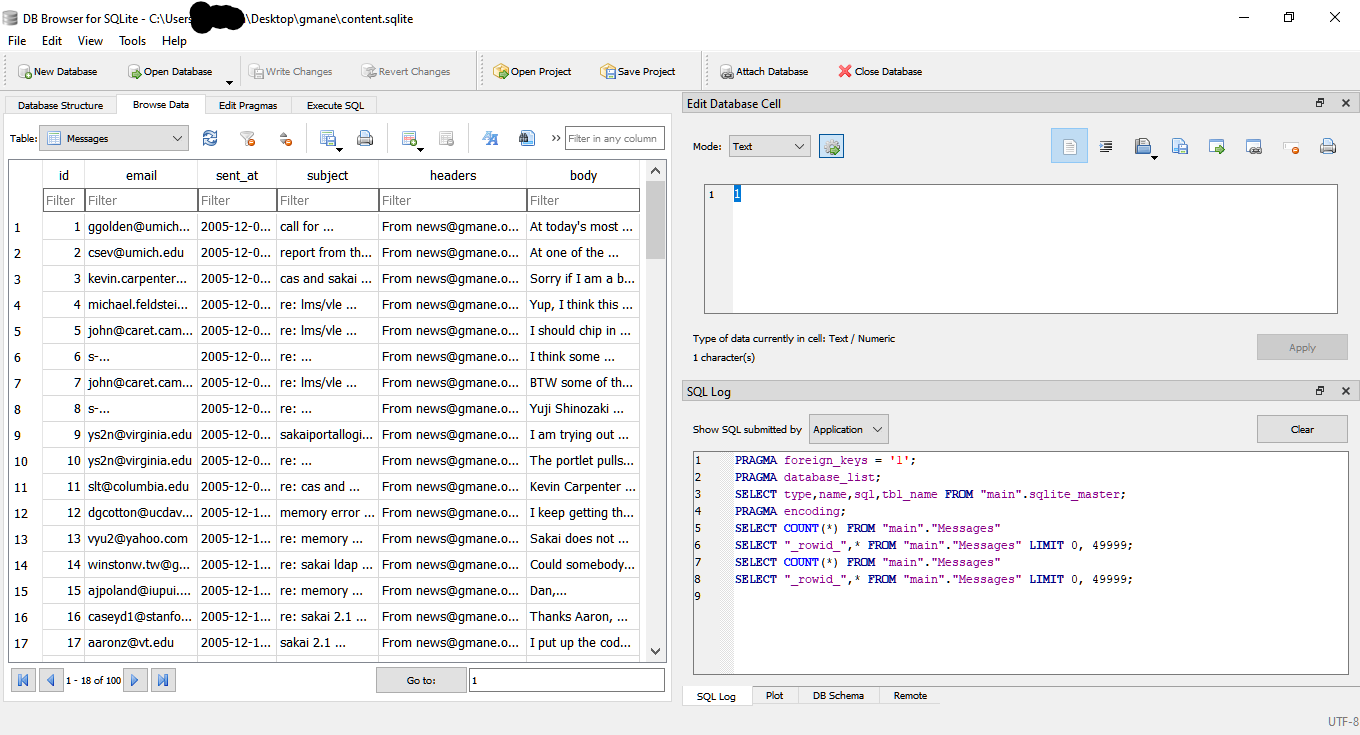 DB Browser for SQLite - C:\Users \Desktop\gmane\content.sqlite
File Edit View Tools Help
New Database Open Database Write Changes Revert Changes Open Project Save Project Attach Database Close Database
Database Structure Browse Data Edit Pragmas Execute SQL
Table: Messages Filter in any column
id email sent_at subject headers body
Filter Filter Filter Filter Filter Filter
1 1 ggolden@umich... 2005-12-0... call for ... From news@gmane.o... At today's most ...
2 2 csev@umich.edu 2005-12-0... report from th... From news@gmane.o... At one of the ...
3 3 kevin.carpenter... 2005-12-0... cas and sakai ... From news@gmane.o... Sorry if I am a b...
4 4 michael.feldstei... 2005-12-0... re: lms/vle ... From news@gmane.o... Yup, I think this ...
5 5 john@caret.cam... 2005-12-0... re: lms/vle ... From news@gmane.o... I should chip in ...
6 6 s-... 2005-12-0... re: ... From news@gmane.o... I think some ...
7 7 john@caret.cam... 2005-12-0... re: lms/vle ... From news@gmane.o... BTW some of th...
8 8 s-... 2005-12-0... re: ... From news@gmane.o... Yuji Shinozaki ...
9 9 ys2n@virginia.edu 2005-12-0... sakaiportallogi... From news@gmane.o... I am trying out ...
10 10 ys2n@virginia.edu 2005-12-0... re: ... From news@gmane.o... The portlet pulls...
11 11 slt@columbia.edu 2005-12-0... re: cas and ... From news@gmane.o... Kevin Carpenter ...
12 12 dgcotton@ucdav... 2005-12-1... memory error ... From news@gmane.o... I keep getting th...
13 13 vyu2@yahoo.com 2005-12-1... re: memory ... From news@gmane.o... Sakai does not ...
14 14 winstonw.tw@g... 2005-12-1... re: sakai ldap ... From news@gmane.o... Could somebody...
15 15 ajpoland@iupui.... 2005-12-1... re: memory ... From news@gmane.o... Dan,...
16 16 caseyd1@stanfo... 2005-12-1... re: sakai 2.1 ... From news@gmane.o... Thanks Aaron, ...
17 17 aaronz@vt.edu 2005-12-1... sakai 2.1 ... From news@gmane.o... I put up the cod...
1 - 18 of 100 Go to: 1
Edit Database Cell
Mode: Text
1 1
Type of data currently in cell: Text / Numeric
1 character(s)
Apply
SQL Log
Show SQL submitted by Application Clear
1 PRAGMA foreign_keys = '1';
2 PRAGMA database_list;
3 SELECT type,name,sql,tbl_name FROM "main".sqlite_master;
4 PRAGMA encoding;
5 SELECT COUNT(*) FROM "main"."Messages"
6 SELECT "_rowid_",* FROM "main"."Messages" LIMIT 0, 49999;
7 SELECT COUNT(*) FROM "main"."Messages"
8 SELECT "_rowid_",* FROM "main"."Messages" LIMIT 0, 49999;
9
SQL Log Plot DB Schema Remote
UTF-8